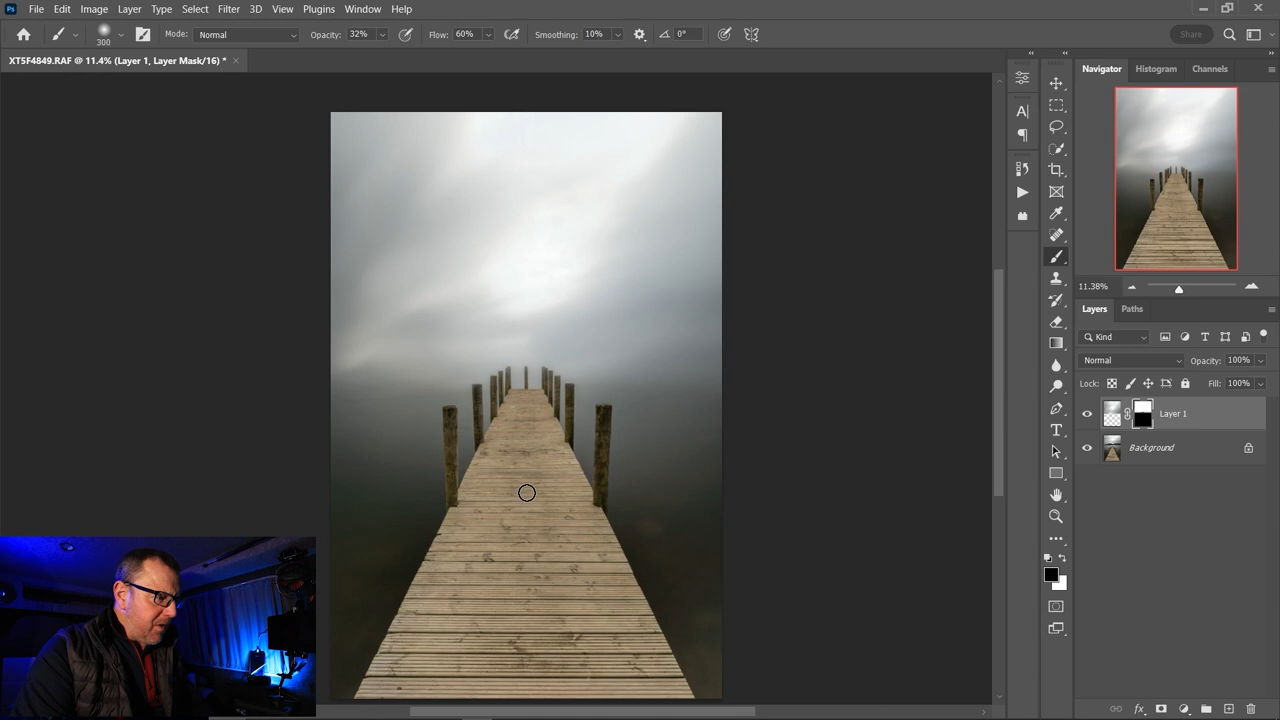 Ps File Edit Image Layer Type Select Filter 3D View Plugins Window Help
300 Mode: Normal Opacity: 32% Flow: 60% Smoothing: 10% 0° Share
XT5F4849.RAF @ 11.4% (Layer 1, Layer Mask/16) * ×
Navigator Histogram Channels
11.38%
Layers Paths
Kind
Normal Opacity: 100%
Lock: Fill: 100%
Layer 1
Background